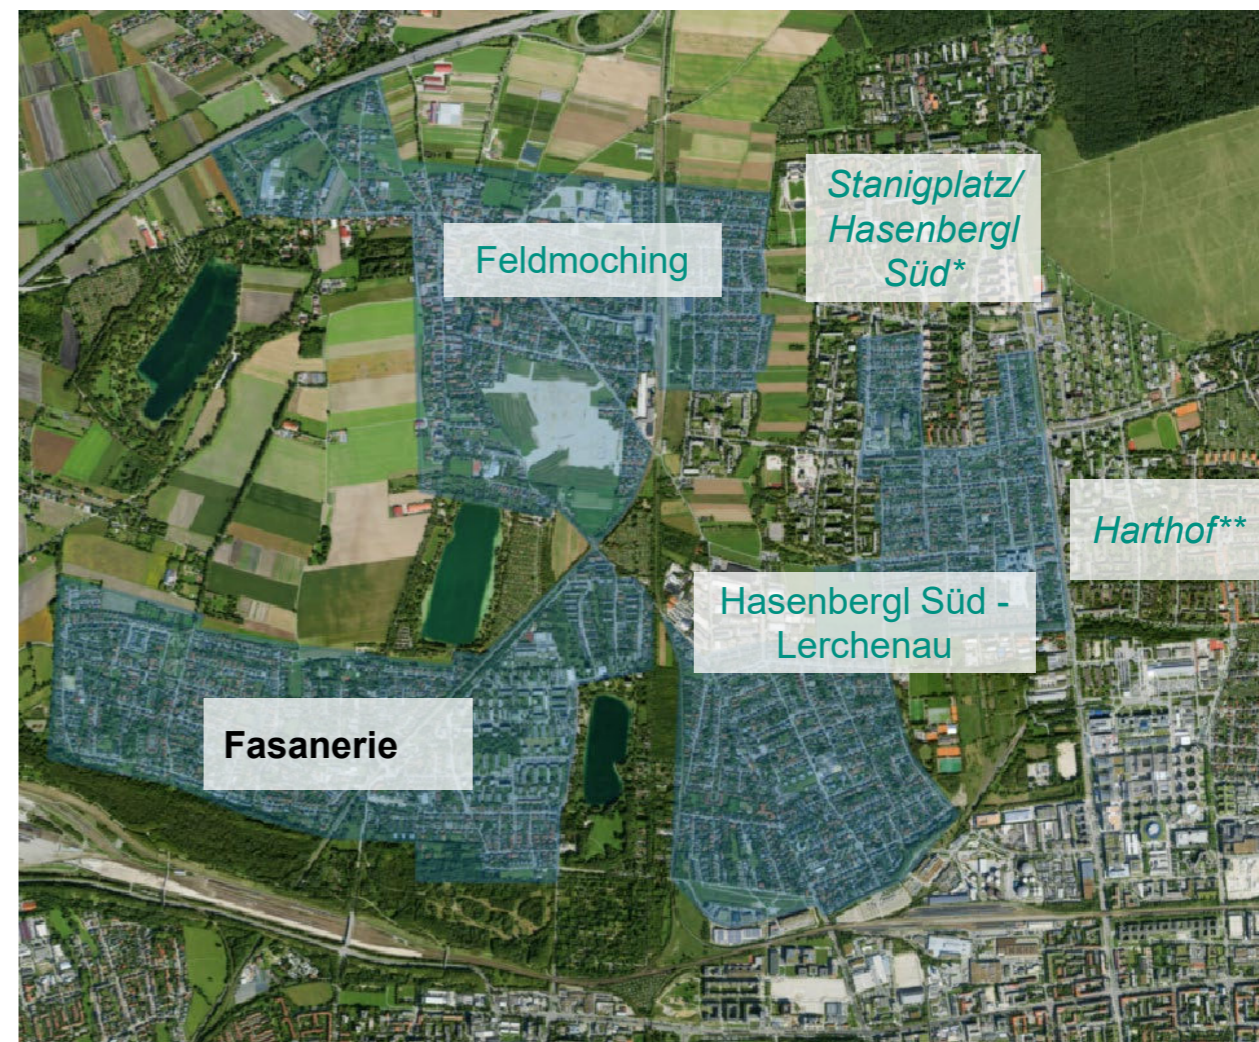 Stanigplatz/
Hasenbergl
Süd*
Feldmoching
Harthof**
Hasenbergl Süd -
Lerchenau
Fasanerie